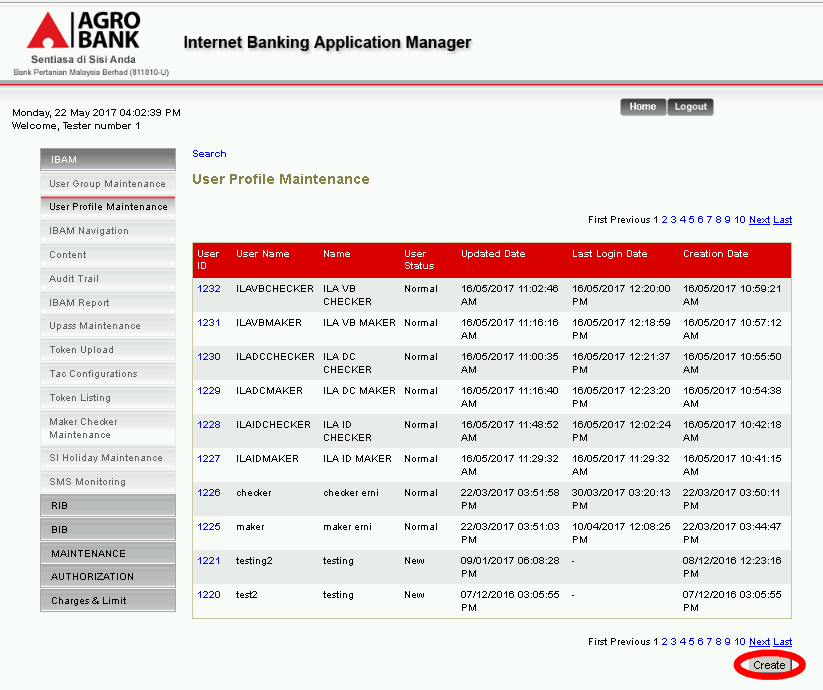 AGRO
BANK
Sentiasa di Sisi Anda
Bank Pertanian Malaysia Berhad (811810-U)
Internet Banking Application Manager
Monday, 22 May 2017 04:02:39 PM
Welcome, Tester number 1
Home Logout
IBAM
User Group Maintenance
User Profile Maintenance
IBAM Navigation
Content
Audit Trail
IBAM Report
Upass Maintenance
Token Upload
Tac Configurations
Token Listing
Maker Checker
Maintenance
SI Holiday Maintenance
SMS Monitoring
RIB
BIB
MAINTENANCE
AUTHORIZATION
Charges & Limit
Search
User Profile Maintenance
First Previous 1 2 3 4 5 6 7 8 9 10 Next Last
User User Name Name User Updated Date Last Login Date Creation Date
ID Status
1232 ILAVBCHECKER ILA VB Normal 16/05/2017 11:02:46 16/05/2017 12:20:00 16/05/2017 10:59:21
CHECKER AM PM AM
1231 ILAVBMAKER ILA VB MAKER Normal 16/05/2017 11:16:16 16/05/2017 12:18:59 16/05/2017 10:57:12
AM PM AM
1230 ILADCCHECKER ILA DC Normal 16/05/2017 11:00:35 16/05/2017 12:21:37 16/05/2017 10:55:50
CHECKER AM PM AM
1229 ILADCMAKER ILA DC MAKER Normal 16/05/2017 11:16:40 16/05/2017 12:23:20 16/05/2017 10:54:38
AM PM AM
1228 ILAIDCHECKER ILA ID Normal 16/05/2017 11:48:52 16/05/2017 12:02:24 16/05/2017 10:42:18
CHECKER AM PM AM
1227 ILAIDMAKER ILA ID MAKER Normal 16/05/2017 11:29:32 16/05/2017 11:29:32 16/05/2017 10:41:15
AM AM AM
1226 checker checker erni Normal 22/03/2017 03:51:58 30/03/2017 03:20:13 22/03/2017 03:50:11
PM PM PM
1225 maker maker erni Normal 22/03/2017 03:51:03 10/04/2017 12:08:25 22/03/2017 03:44:47
PM PM PM
1221 testing2 testing New 09/01/2017 06:08:28 - 08/12/2016 12:23:16
PM PM
1220 test2 testing New 07/12/2016 03:05:55 - 07/12/2016 03:05:55
PM PM
First Previous 1 2 3 4 5 6 7 8 9 10 Next Last
Create